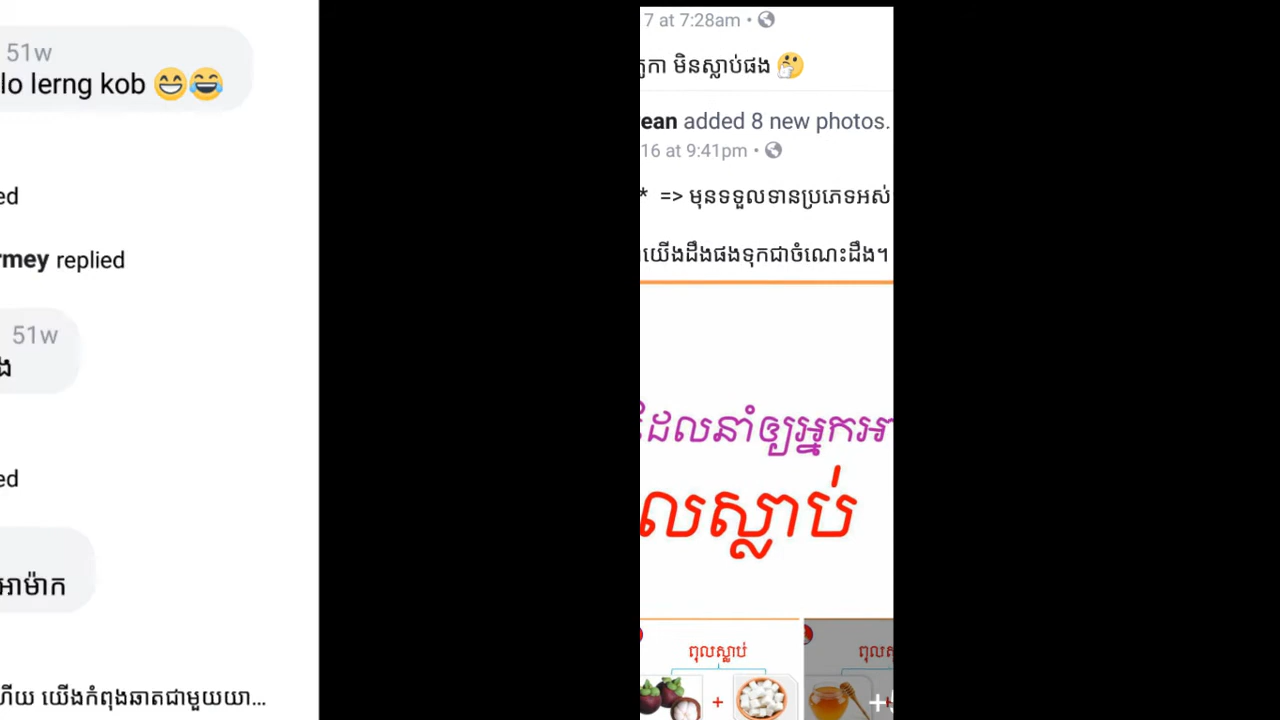 51w
lo lerng kob 😁😂
ed
rmey replied
51w
ង
ed
អាម៉ាក
ហើយ យើងកំពុងឆាតជាមួយយា...
7 at 7:28am •
កា មិនស្លាប់ផង 🤔
ean added 8 new photos.
16 at 9:41pm •
* => មុនទទួលទានប្រភេទអស់
យើងដឹងផងទុកជាចំណេះដឹង។
ដែលនាំឲ្យអ្នកអា
លស្លាប់
ពុលស្លាប់
ពុលស
+
+